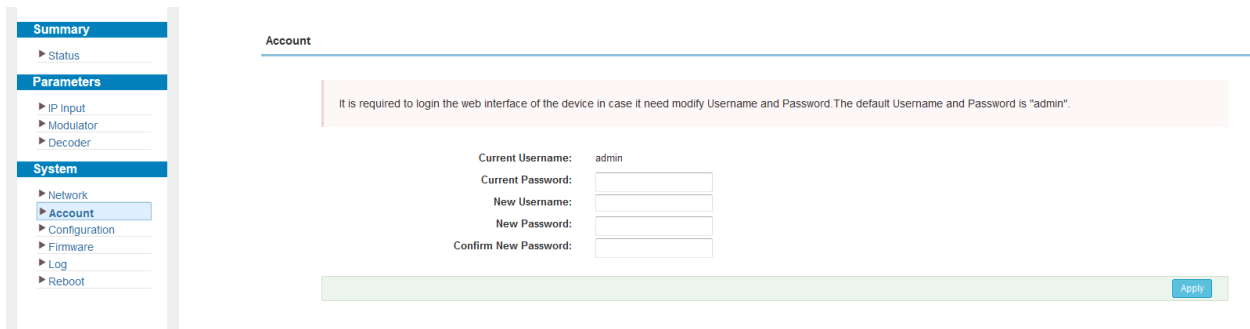 Summary
Status
Parameters
IP Input
Modulator
Decoder
System
Network
Account
Configuration
Firmware
Log
Reboot
Account
It is required to login the web interface of the device in case it need modify Username and Password.The default Username and Password is "admin".
Current Username: admin
Current Password:
New Username:
New Password:
Confirm New Password:
Apply